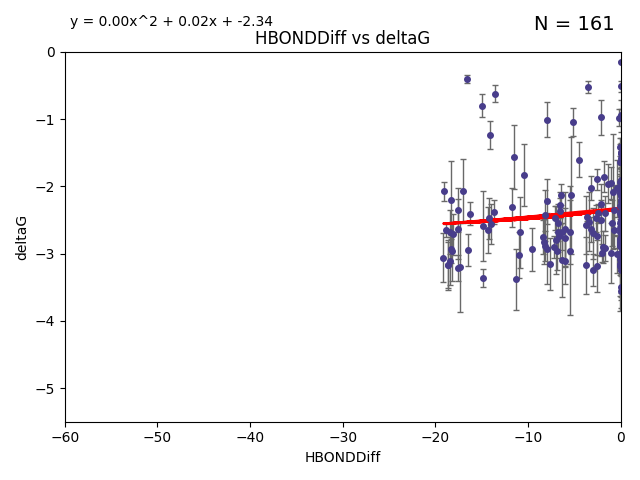 y = 0.00x^2 + 0.02x + -2.34
N = 161
HBONDDiff vs deltaG
0
−1
−2
−3
−4
−5
deltaG
−60
−50
−40
−30
−20
−10
0
HBONDDiff